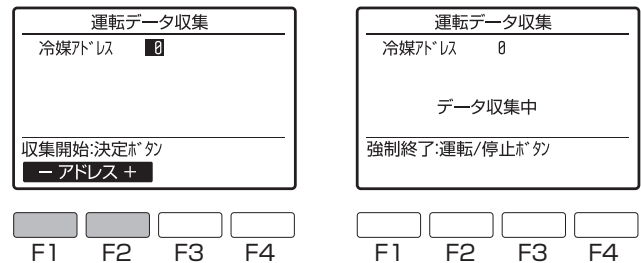 運転データ収集
冷媒ｱﾄﾞﾚｽ 0
収集開始:決定ﾎﾞﾀﾝ
－ アドレス ＋
F1 F2 F3 F4
運転データ収集
冷媒ｱﾄﾞﾚｽ 0
データ収集中
強制終了:運転/停止ﾎﾞﾀﾝ
F1 F2 F3 F4